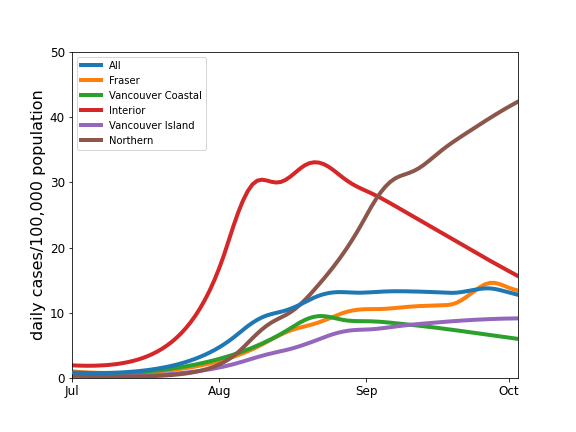 50
40
30
20
10
0
daily cases/100,000 population
All
Fraser
Vancouver Coastal
Interior
Vancouver Island
Northern
Jul
Aug
Sep
Oct